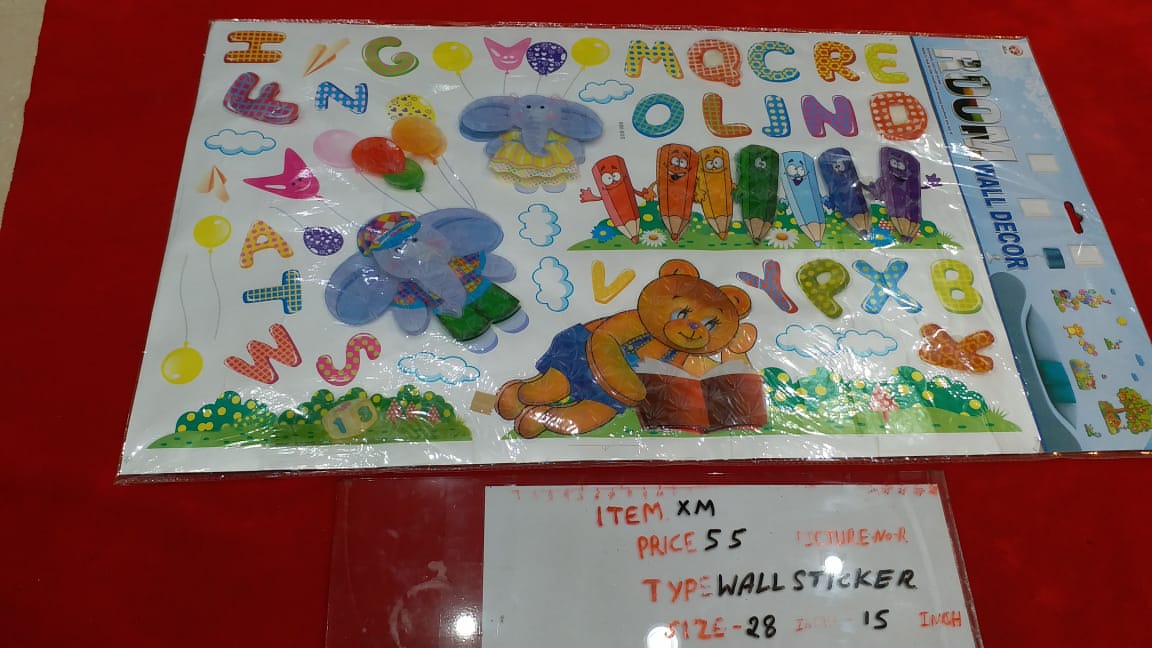 H G M Q C R E
E N O L J N D
A V Y P X B
T
W S K
ROOM
WALL DECOR
ITEM XM
PRICE 55 PICTURE NO-R
TYPE WALL STICKER
SIZE - 28 INCH - 15 INCH